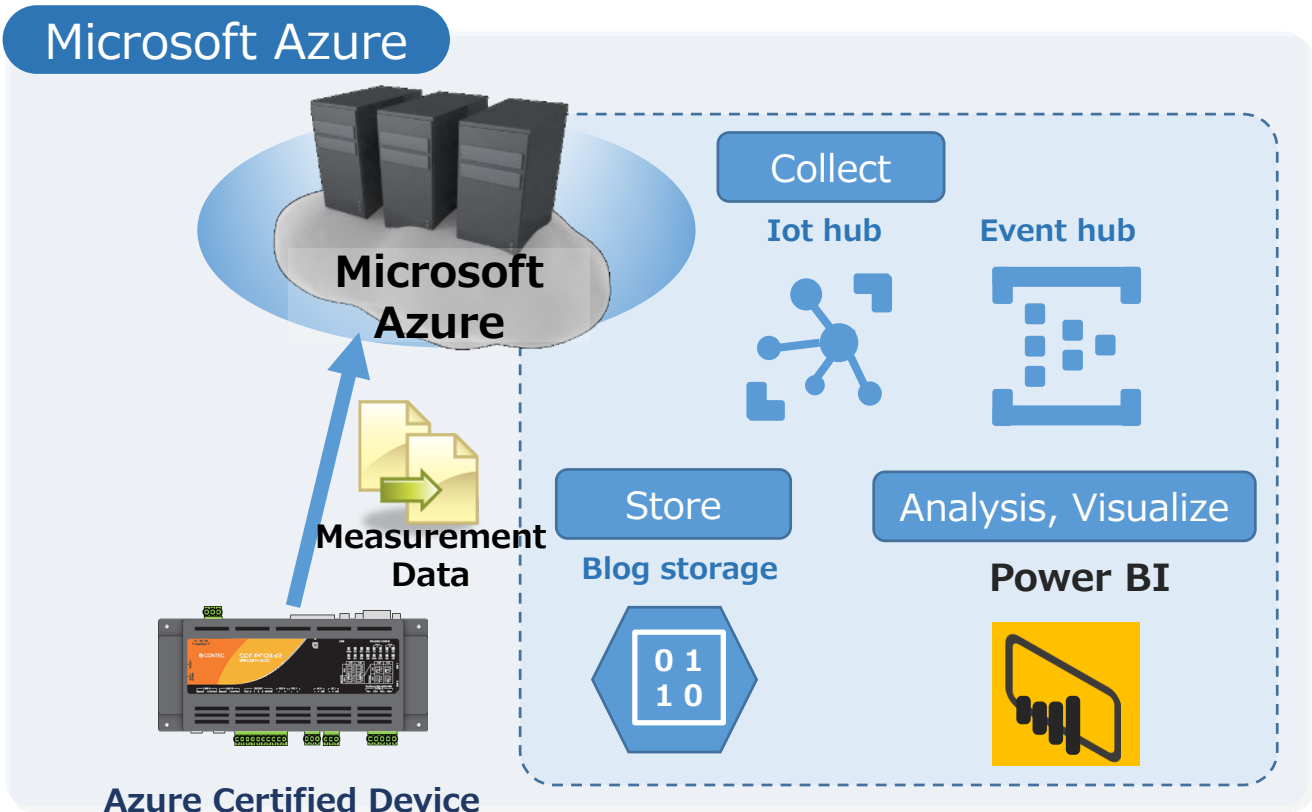 Microsoft Azure
Collect
Iot hub
Event hub
Microsoft
Azure
Store
Analysis, Visualize
Measurement
Data
Blog storage
Power BI
0 1
1 0
CONTEC
Azure Certified Device